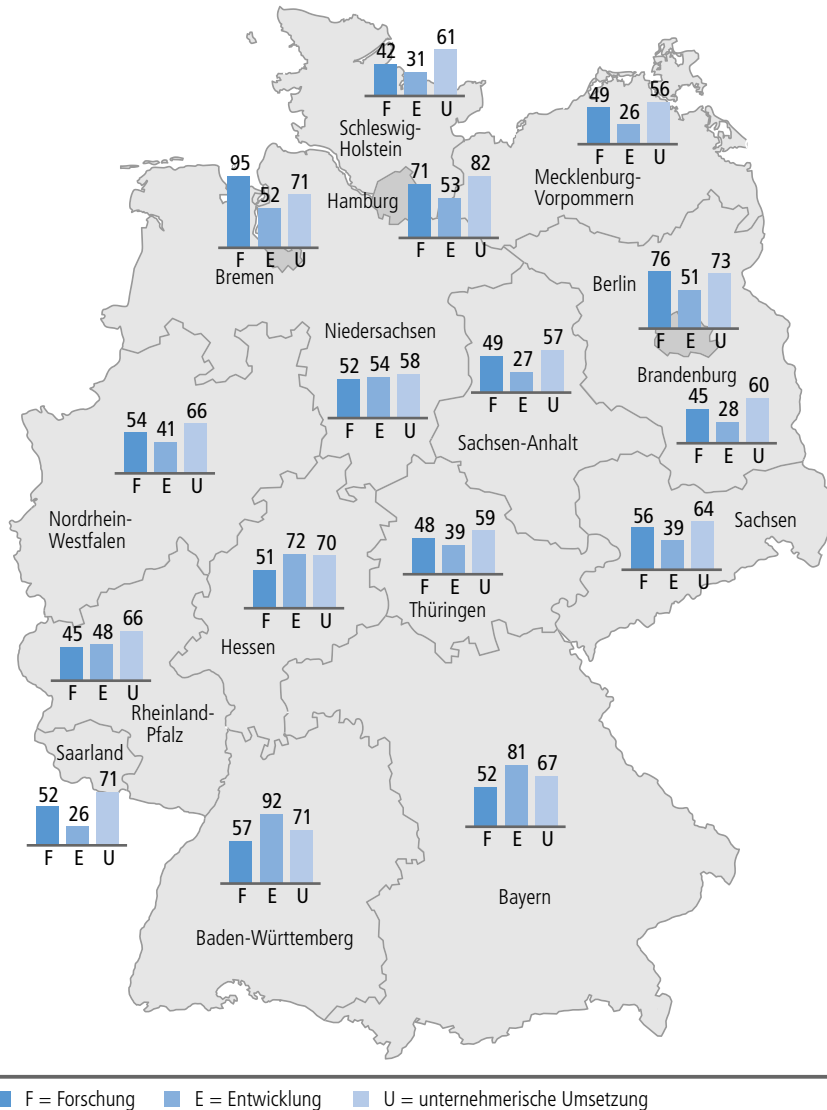 42 31 61
F E U
Schleswig-
Holstein
49 26 56
F E U
Mecklenburg-
Vorpommern
95 52 71
F E U
Bremen
Hamburg
71 53 82
F E U
Berlin
76 51 73
F E U
Niedersachsen
52 54 58
F E U
49 27 57
F E U
Sachsen-Anhalt
Brandenburg
45 28 60
F E U
54 41 66
F E U
Nordrhein-
Westfalen
51 72 70
F E U
Hessen
48 39 59
F E U
Thüringen
56 39 64
F E U
Sachsen
45 48 66
F E U
Rheinland-
Pfalz
Saarland
52 26 71
F E U
57 92 71
F E U
Baden-Württemberg
52 81 67
F E U
Bayern
F = Forschung E = Entwicklung U = unternehmerische Umsetzung